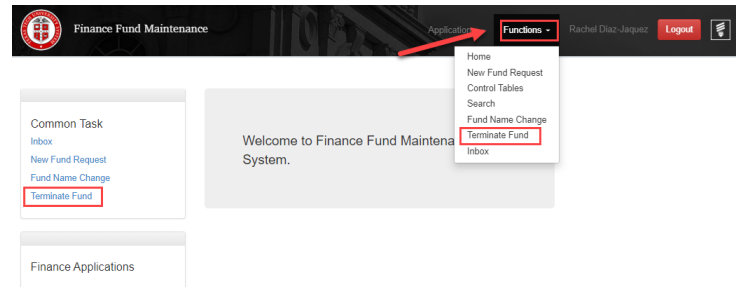 Finance Fund Maintenance
Application
Functions
Rachel Diaz-Jaquez
Logout
Home
New Fund Request
Control Tables
Search
Fund Name Change
Terminate Fund
Inbox
Common Task
Inbox
New Fund Request
Fund Name Change
Terminate Fund
Welcome to Finance Fund Maintena
System.
Finance Applications